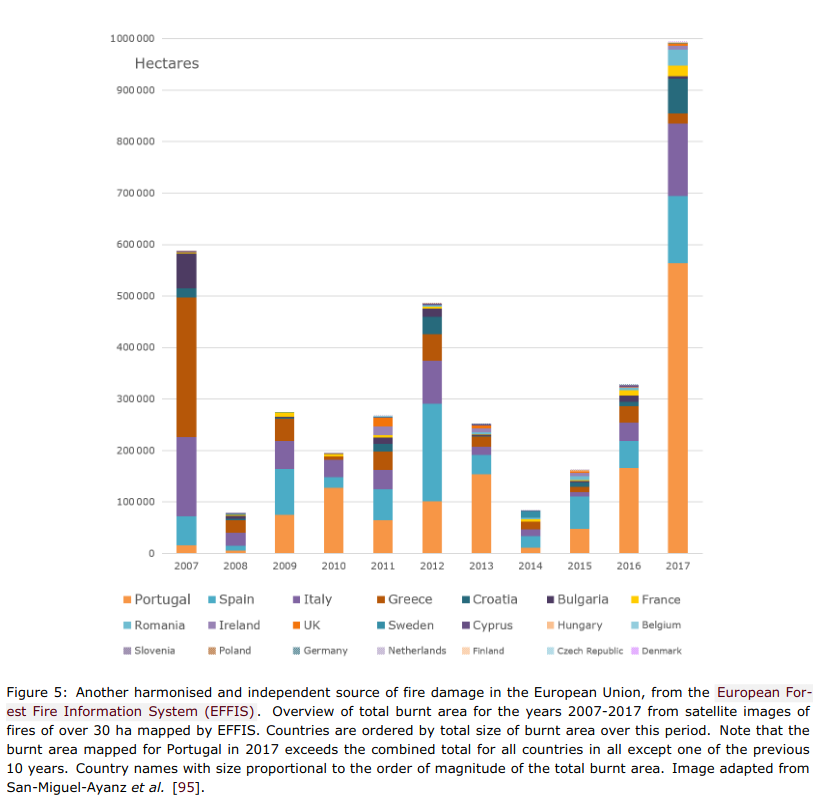 1000 000
Hectares
900 000
800 000
700 000
600 000
500 000
400 000
300 000
200 000
100 000
0
2007 2008 2009 2010 2011 2012 2013 2014 2015 2016 2017
Portugal Spain Italy Greece Croatia Bulgaria France
Romania Ireland UK Sweden Cyprus Hungary Belgium
Slovenia Poland Germany Netherlands Finland Czech Republic Denmark
Figure 5: Another harmonised and independent source of fire damage in the European Union, from the European For-
est Fire Information System (EFFIS). Overview of total burnt area for the years 2007-2017 from satellite images of
fires of over 30 ha mapped by EFFIS. Countries are ordered by total size of burnt area over this period. Note that the
burnt area mapped for Portugal in 2017 exceeds the combined total for all countries in all except one of the previous
10 years. Country names with size proportional to the order of magnitude of the total burnt area. Image adapted from
San-Miguel-Ayanz et al. [95].